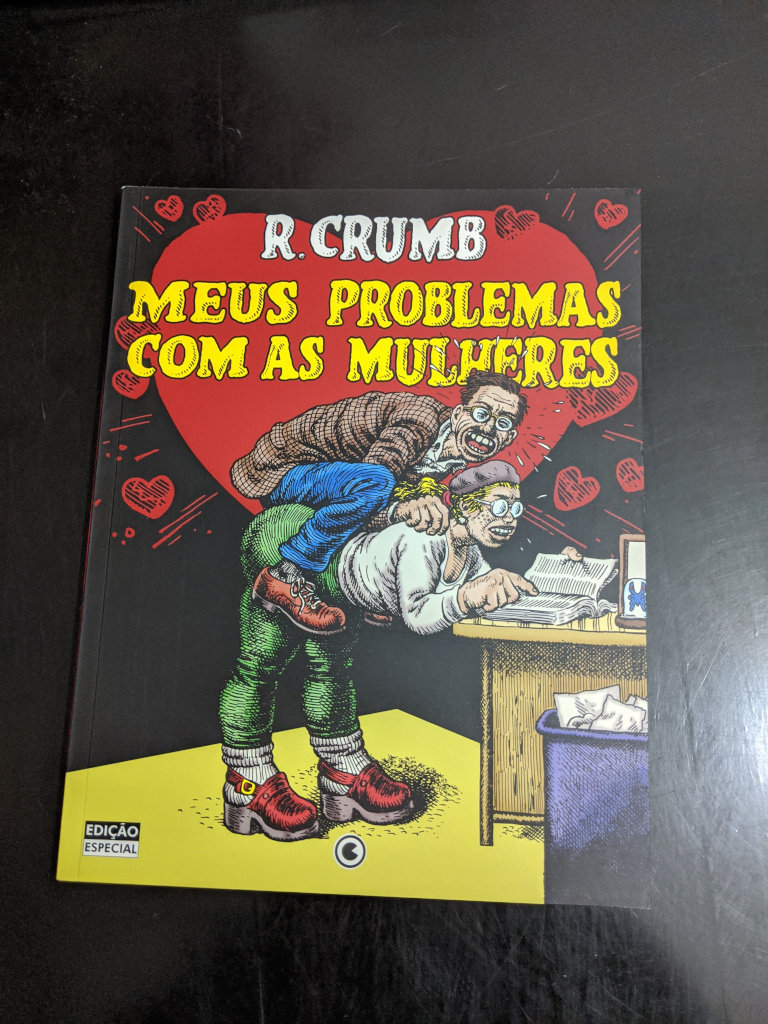 R. CRUMB
MEUS PROBLEMAS
COM AS MULHERES
EDIÇÃO
ESPECIAL